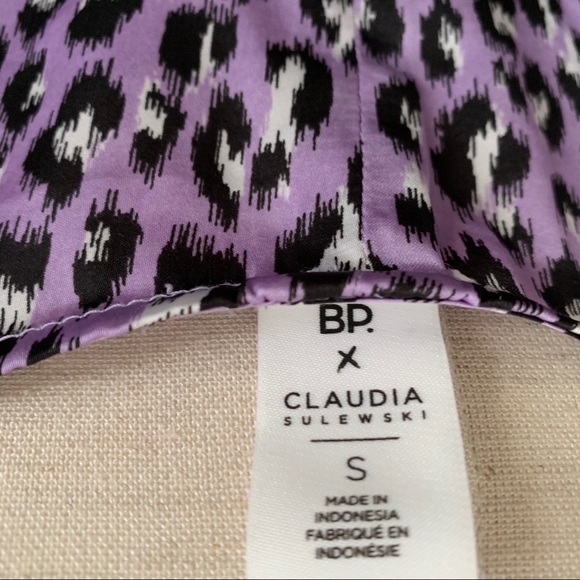 BP.
X
CLAUDIA
SULEWSKI
S
MADE IN
INDONESIA
FABRIQUÉ EN
INDONÉSIE